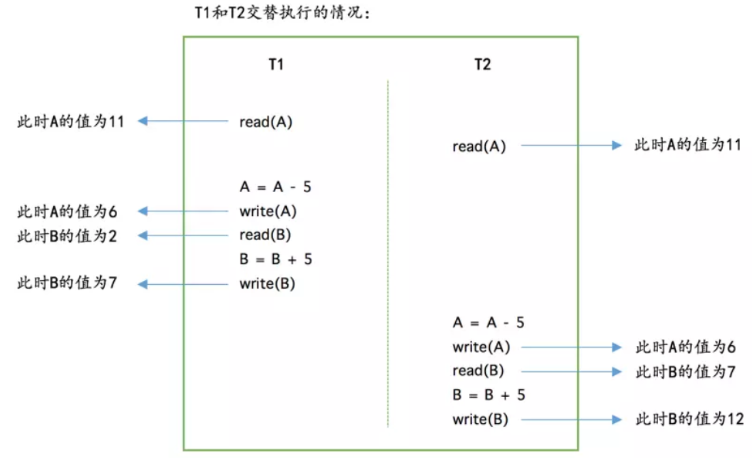 T1和T2交替执行的情况：
T1 T2
此时A的值为11 read(A)
read(A) 此时A的值为11
A = A - 5
此时A的值为6 write(A)
此时B的值为2 read(B)
B = B + 5
此时B的值为7 write(B)
A = A - 5
write(A) 此时A的值为6
read(B) 此时B的值为7
B = B + 5
write(B) 此时B的值为12